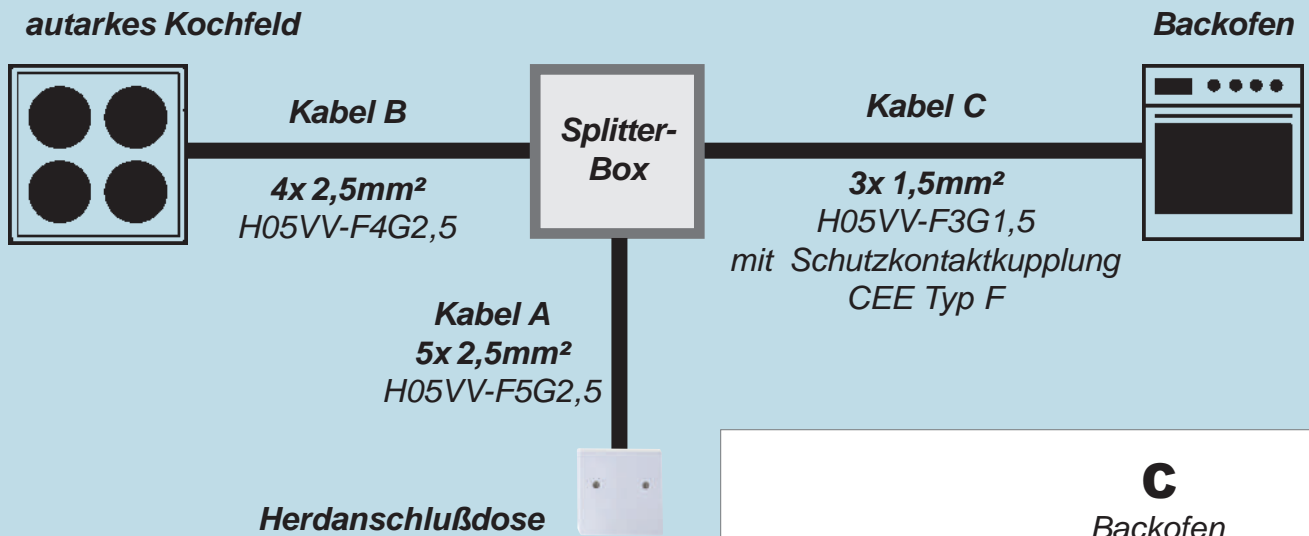 autarkes Kochfeld
Backofen
Kabel B
4x 2,5mm²
H05VV-F4G2,5
Splitter-
Box
Kabel C
3x 1,5mm²
H05VV-F3G1,5
mit Schutzkontaktkupplung
CEE Typ F
Kabel A
5x 2,5mm²
H05VV-F5G2,5
Herdanschlußdose
C
Backofen